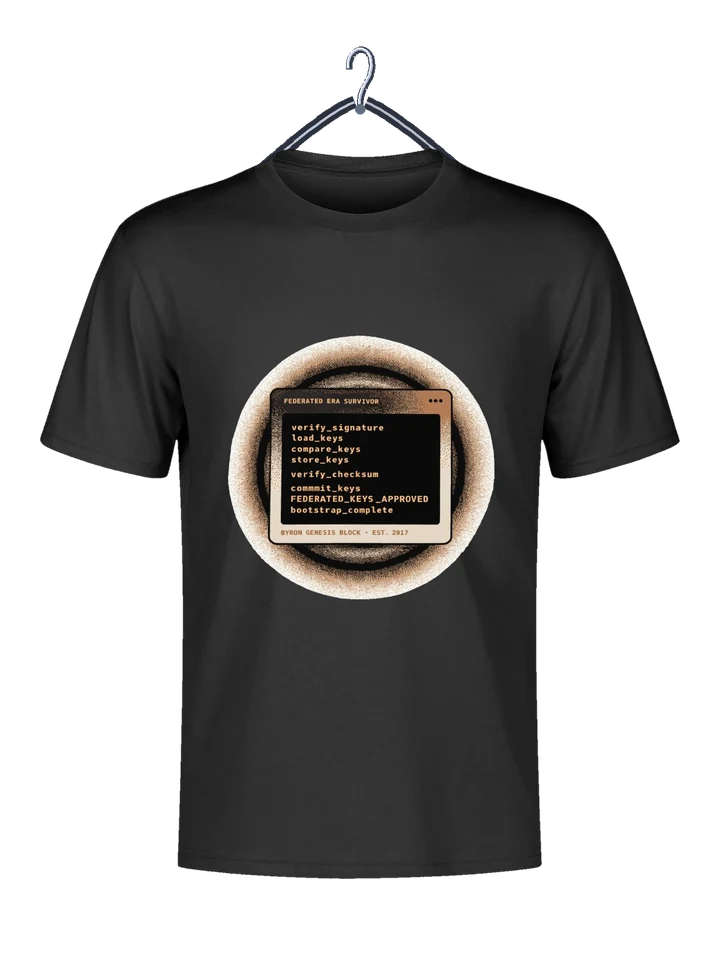 FEDERATED ERA SURVIVOR
verify_signature
load_keys
compare_keys
store_keys
verify_checksum
commmit_keys
FEDERATED_KEYS_APPROVED
bootstrap_complete
BYRON GENESIS BLOCK - EST. 2017